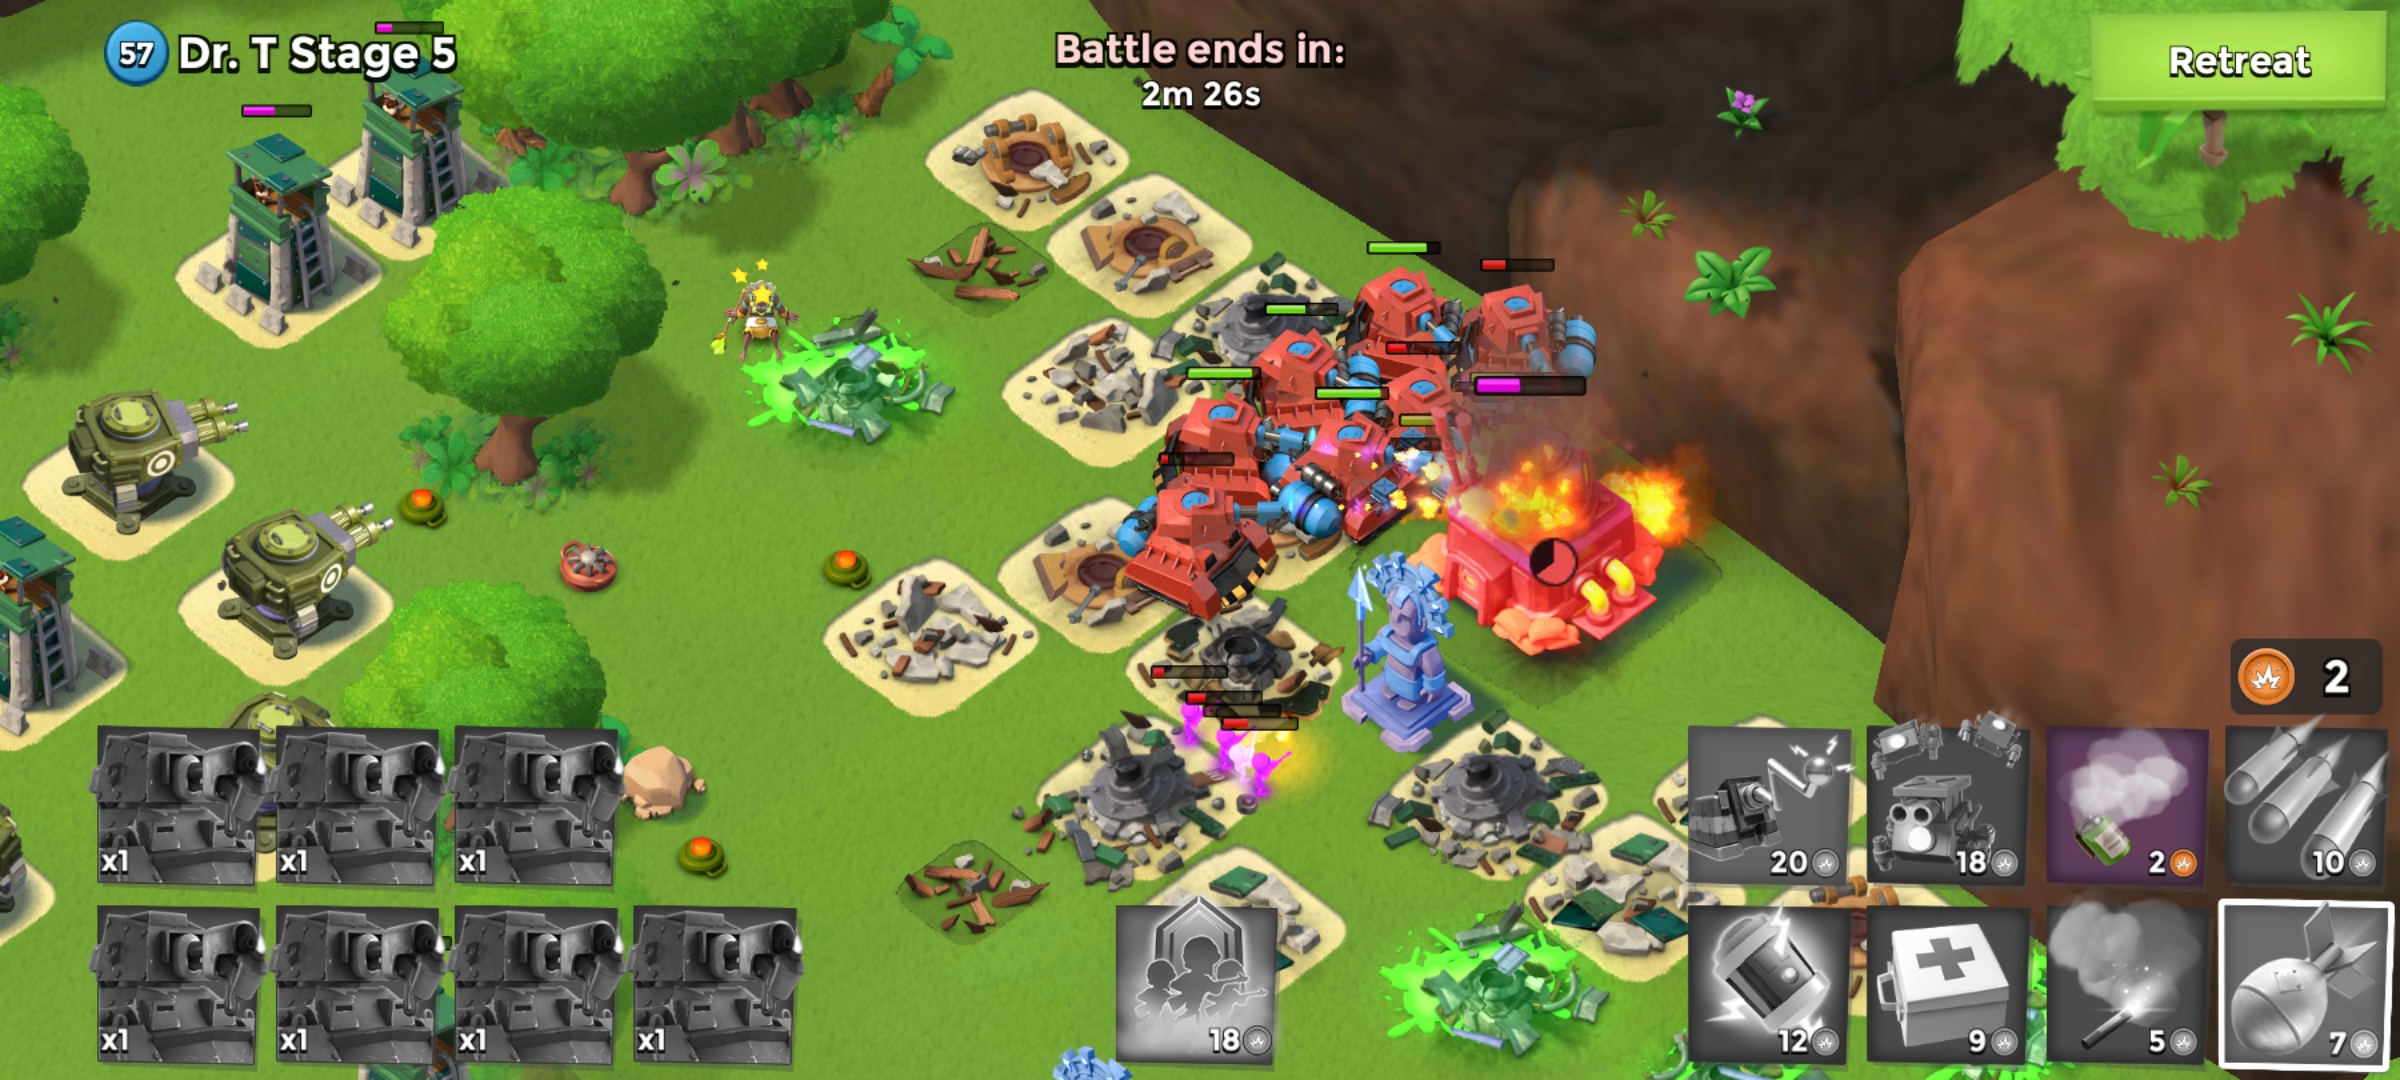 57 Dr. T Stage 5
Battle ends in:
2m 26s
Retreat
2
x1 x1 x1
20 18 2 10
x1 x1 x1 x1
18 12 9 5 7